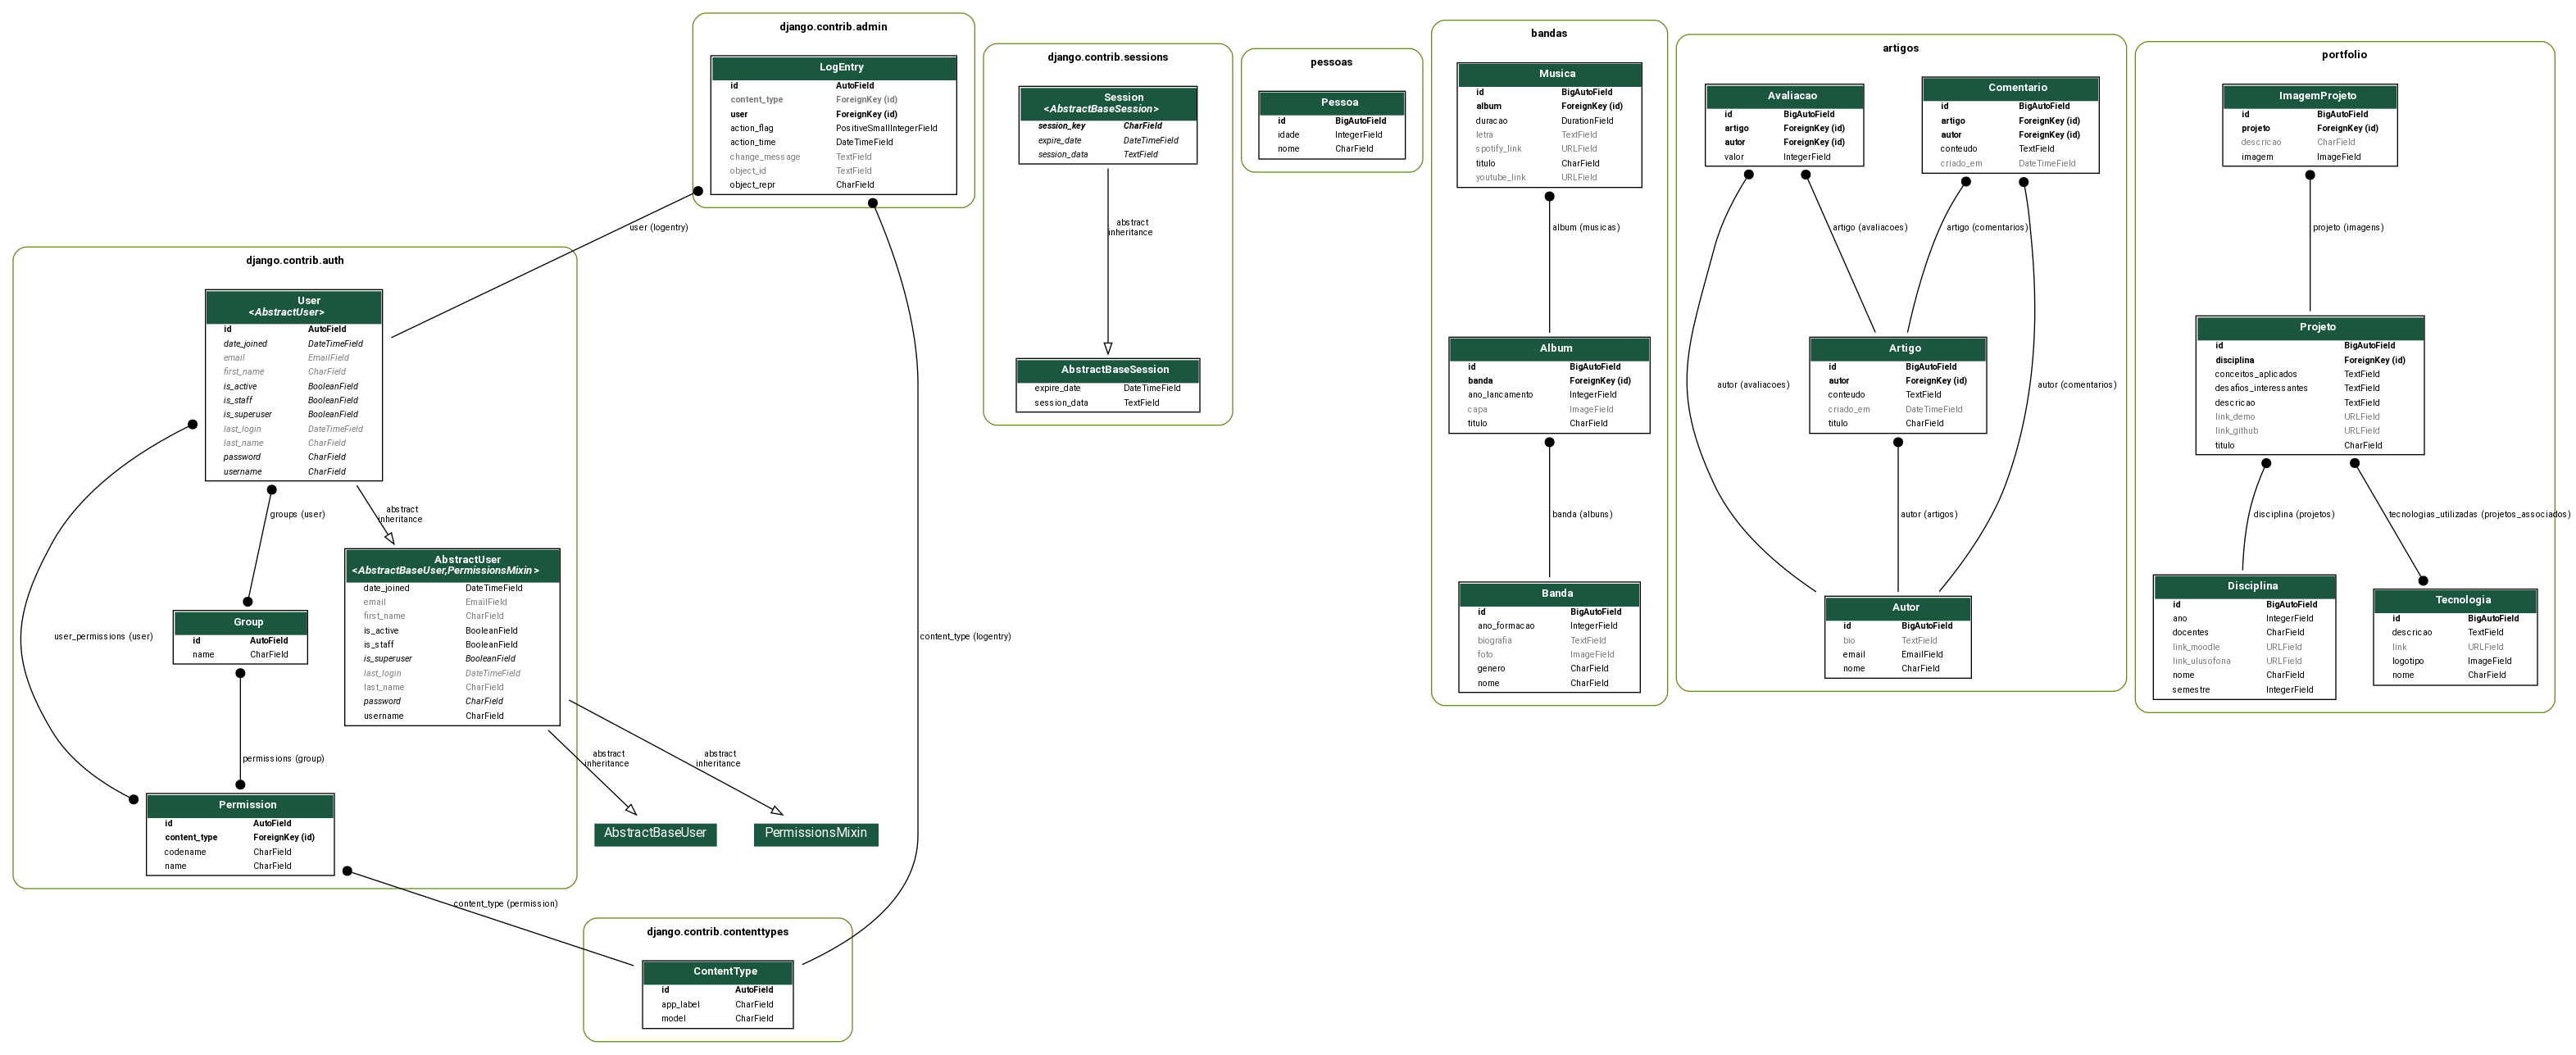 django.contrib.admin
LogEntry
id AutoField
content_type ForeignKey (id)
user ForeignKey (id)
action_flag PositiveSmallIntegerField
action_time DateTimeField
change_message TextField
object_id TextField
object_repr CharField
user (logentry)
content_type (logentry)
django.contrib.auth
User
<AbstractUser>
id AutoField
date_joined DateTimeField
email EmailField
first_name CharField
is_active BooleanField
is_staff BooleanField
is_superuser BooleanField
last_login DateTimeField
last_name CharField
password CharField
username CharField
groups (user)
abstract
inheritance
user_permissions (user)
Group
id AutoField
name CharField
permissions (group)
AbstractUser
<AbstractBaseUser,PermissionsMixin>
date_joined DateTimeField
email EmailField
first_name CharField
is_active BooleanField
is_staff BooleanField
is_superuser BooleanField
last_login DateTimeField
last_name CharField
password CharField
username CharField
abstract
inheritance
abstract
inheritance
AbstractBaseUser
PermissionsMixin
Permission
id AutoField
content_type ForeignKey (id)
codename CharField
name CharField
content_type (permission)
django.contrib.contenttypes
ContentType
id AutoField
app_label CharField
model CharField
django.contrib.sessions
Session
<AbstractBaseSession>
session_key CharField
expire_date DateTimeField
session_data TextField
abstract
inheritance
AbstractBaseSession
expire_date DateTimeField
session_data TextField
pessoas
Pessoa
id BigAutoField
idade IntegerField
nome CharField
bandas
Musica
id BigAutoField
album ForeignKey (id)
duracao DurationField
letra TextField
spotify_link URLField
titulo CharField
youtube_link URLField
album (musicas)
Album
id BigAutoField
banda ForeignKey (id)
ano_lancamento IntegerField
capa ImageField
titulo CharField
banda (albuns)
Banda
id BigAutoField
ano_formacao IntegerField
biografia TextField
foto ImageField
genero CharField
nome CharField
artigos
Avaliacao
id BigAutoField
artigo ForeignKey (id)
autor ForeignKey (id)
valor IntegerField
Comentario
id BigAutoField
artigo ForeignKey (id)
autor ForeignKey (id)
conteudo TextField
criado_em DateTimeField
artigo (avaliacoes)
artigo (comentarios)
autor (avaliacoes)
autor (comentarios)
Artigo
id BigAutoField
autor ForeignKey (id)
conteudo TextField
criado_em DateTimeField
titulo CharField
autor (artigos)
Autor
id BigAutoField
bio TextField
email EmailField
nome CharField
portfolio
ImagemProjeto
id BigAutoField
projeto ForeignKey (id)
descricao CharField
imagem ImageField
projeto (imagens)
Projeto
id BigAutoField
disciplina ForeignKey (id)
conceitos_aplicados TextField
desafios_interessantes TextField
descricao TextField
link_demo URLField
link_github URLField
titulo CharField
disciplina (projetos)
tecnologias_utilizadas (projetos_associados)
Disciplina
id BigAutoField
ano IntegerField
docentes CharField
link_moodle URLField
link_ulusofona URLField
nome CharField
semestre IntegerField
Tecnologia
id BigAutoField
descricao TextField
link URLField
logotipo ImageField
nome CharField